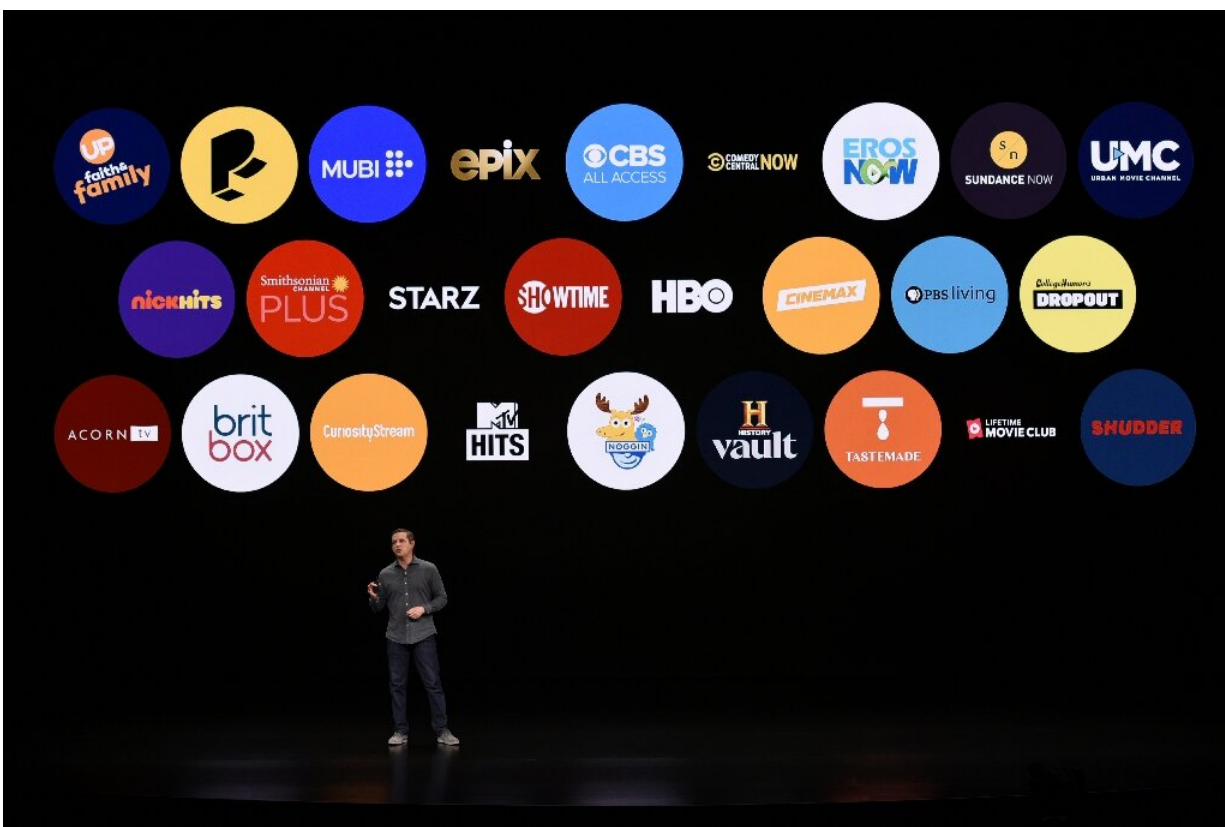 UP
faith&
family
P
MUBI
epix
CBS
ALL ACCESS
COMEDY
CENTRAL NOW
EROS
NOW
s
n
SUNDANCE NOW
UMC
URBAN MOVIE CHANNEL
nickHiTS
Smithsonian
CHANNEL
PLUS
STARZ
SHOWTIME
HBO
CINEMAX
PBS living
CollegeHumor's
DROPOUT
ACORN tv
brit
box
CuriosityStream
MTV
HITS
NOGGIN
H
HISTORY
vault
TASTEMADE
LIFETIME
MOVIE CLUB
SHUDDER